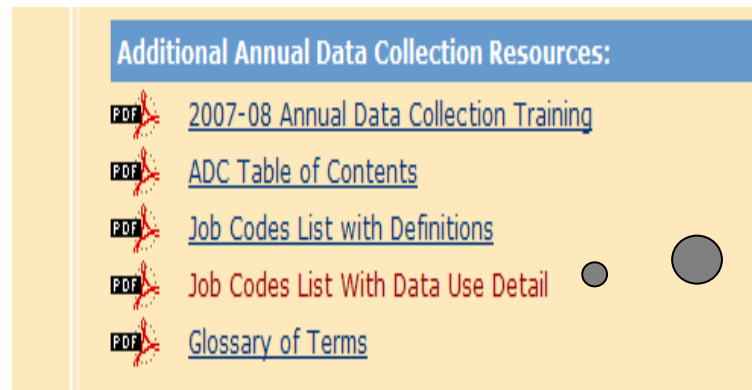 Additional Annual Data Collection Resources:
PDF 2007-08 Annual Data Collection Training
PDF ADC Table of Contents
PDF Job Codes List with Definitions
PDF Job Codes List With Data Use Detail
PDF Glossary of Terms